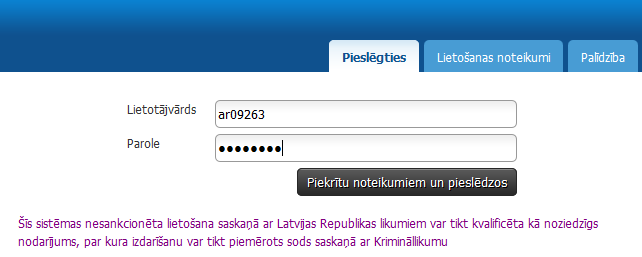 Pieslēgties Lietošanas noteikumi Palīdzība
Lietotājvārds ar09263
Parole ••••••••
Piekrītu noteikumiem un pieslēdzos
Šīs sistēmas nesankcionēta lietošana saskaņā ar Latvijas Republikas likumiem var tikt kvalificēta kā noziedzīgs
nodarījums, par kura izdarīšanu var tikt piemērots sods saskaņā ar Krimināllikumu